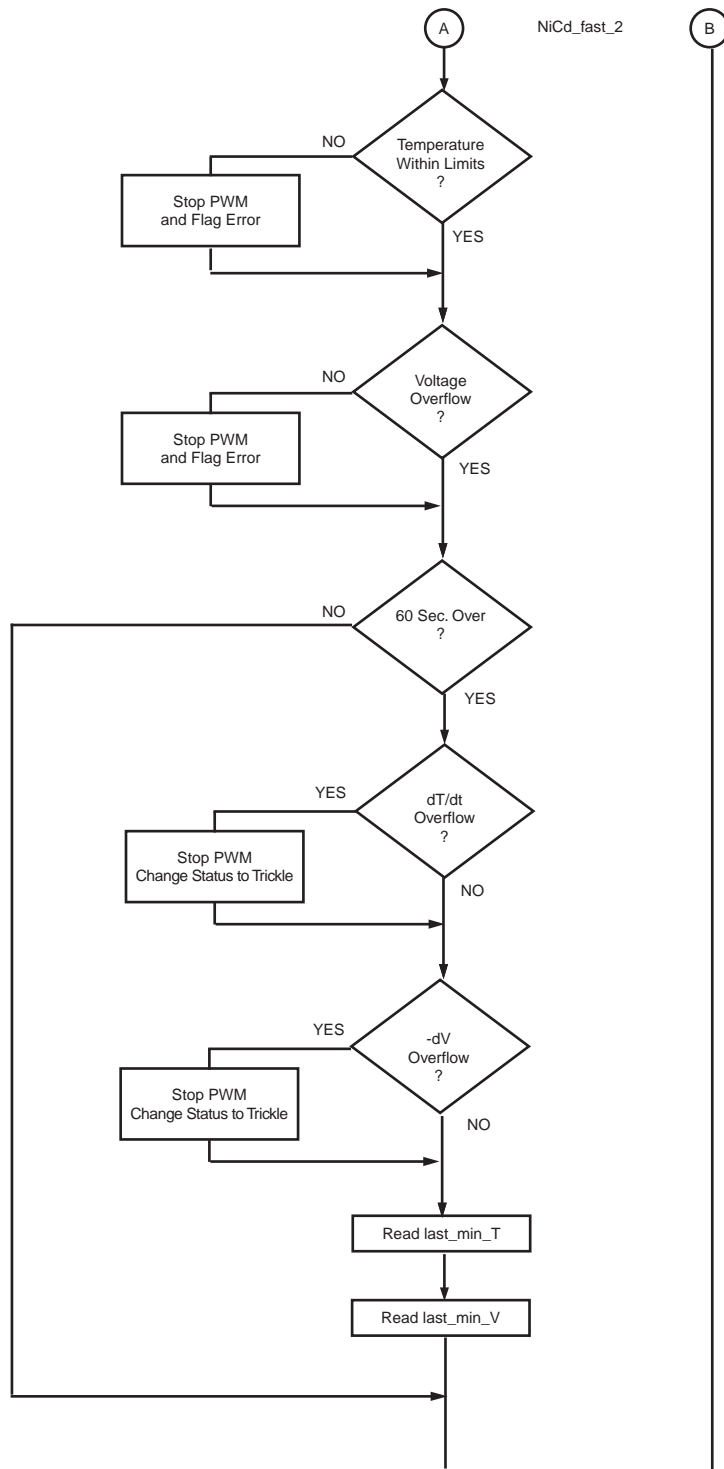 A
NiCd_fast_2
B
NO
Temperature
Within Limits
?
Stop PWM
and Flag Error
YES
NO
Voltage
Overflow
?
Stop PWM
and Flag Error
YES
NO
60 Sec. Over
?
YES
YES
dT/dt
Overflow
?
Stop PWM
Change Status to Trickle
NO
YES
-dV
Overflow
?
Stop PWM
Change Status to Trickle
NO
Read last_min_T
Read last_min_V